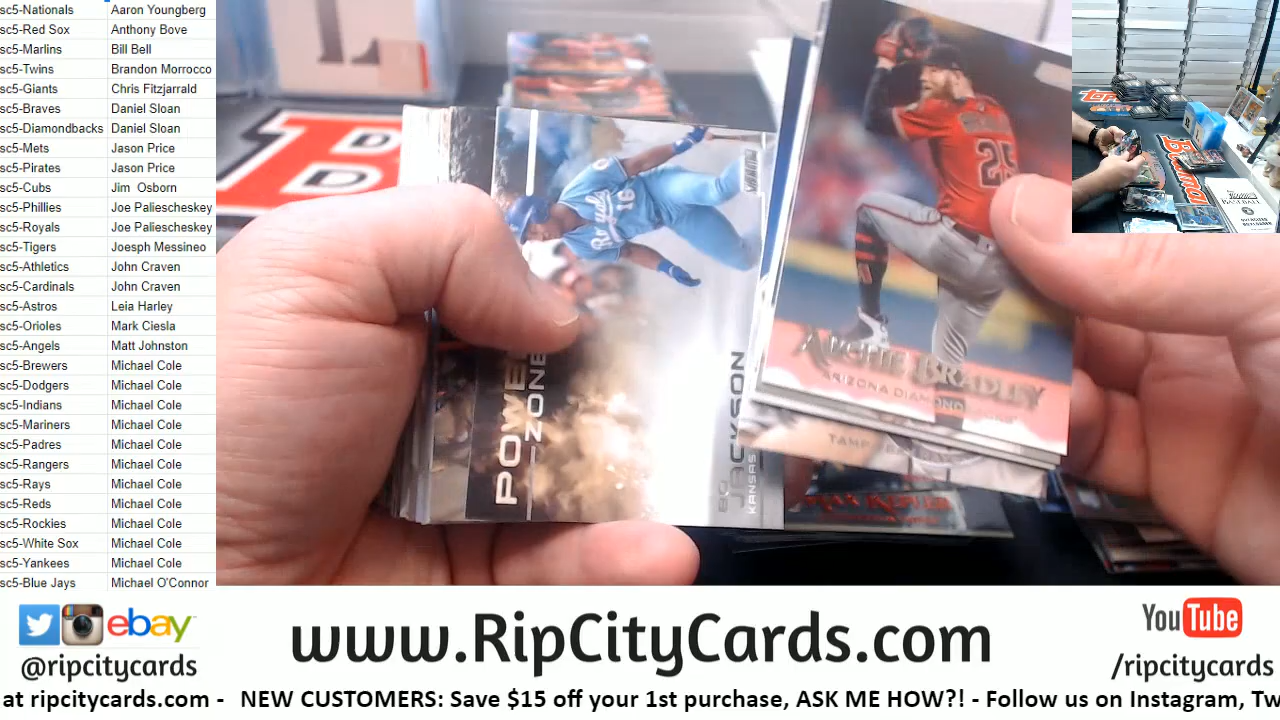 sc5-Nationals Aaron Youngberg
sc5-Red Sox Anthony Bove
sc5-Marlins Bill Bell
sc5-Twins Brandon Morrocco
sc5-Giants Chris Fitzjarrald
sc5-Braves Daniel Sloan
sc5-Diamondbacks Daniel Sloan
sc5-Mets Jason Price
sc5-Pirates Jason Price
sc5-Cubs Jim Osborn
sc5-Phillies Joe Paliescheskey
sc5-Royals Joe Paliescheskey
sc5-Tigers Joesph Messineo
sc5-Athletics John Craven
sc5-Cardinals John Craven
sc5-Astros Leia Harley
sc5-Orioles Mark Ciesla
sc5-Angels Matt Johnston
sc5-Brewers Michael Cole
sc5-Dodgers Michael Cole
sc5-Indians Michael Cole
sc5-Mariners Michael Cole
sc5-Padres Michael Cole
sc5-Rangers Michael Cole
sc5-Rays Michael Cole
sc5-Reds Michael Cole
sc5-Rockies Michael Cole
sc5-White Sox Michael Cole
sc5-Yankees Michael Cole
sc5-Blue Jays Michael O'Connor
Royals
16
POWER
ZONE
BO
JACKSON
KANSAS
25
ARCHIE BRADLEY
ARIZONA DIAMOND
TAMPA
MAX KEPLER
ebay
@ripcitycards
www.RipCityCards.com
YouTube
/ripcitycards
at ripcitycards.com - NEW CUSTOMERS: Save $15 off your 1st purchase, ASK ME HOW?! - Follow us on Instagram, Tw